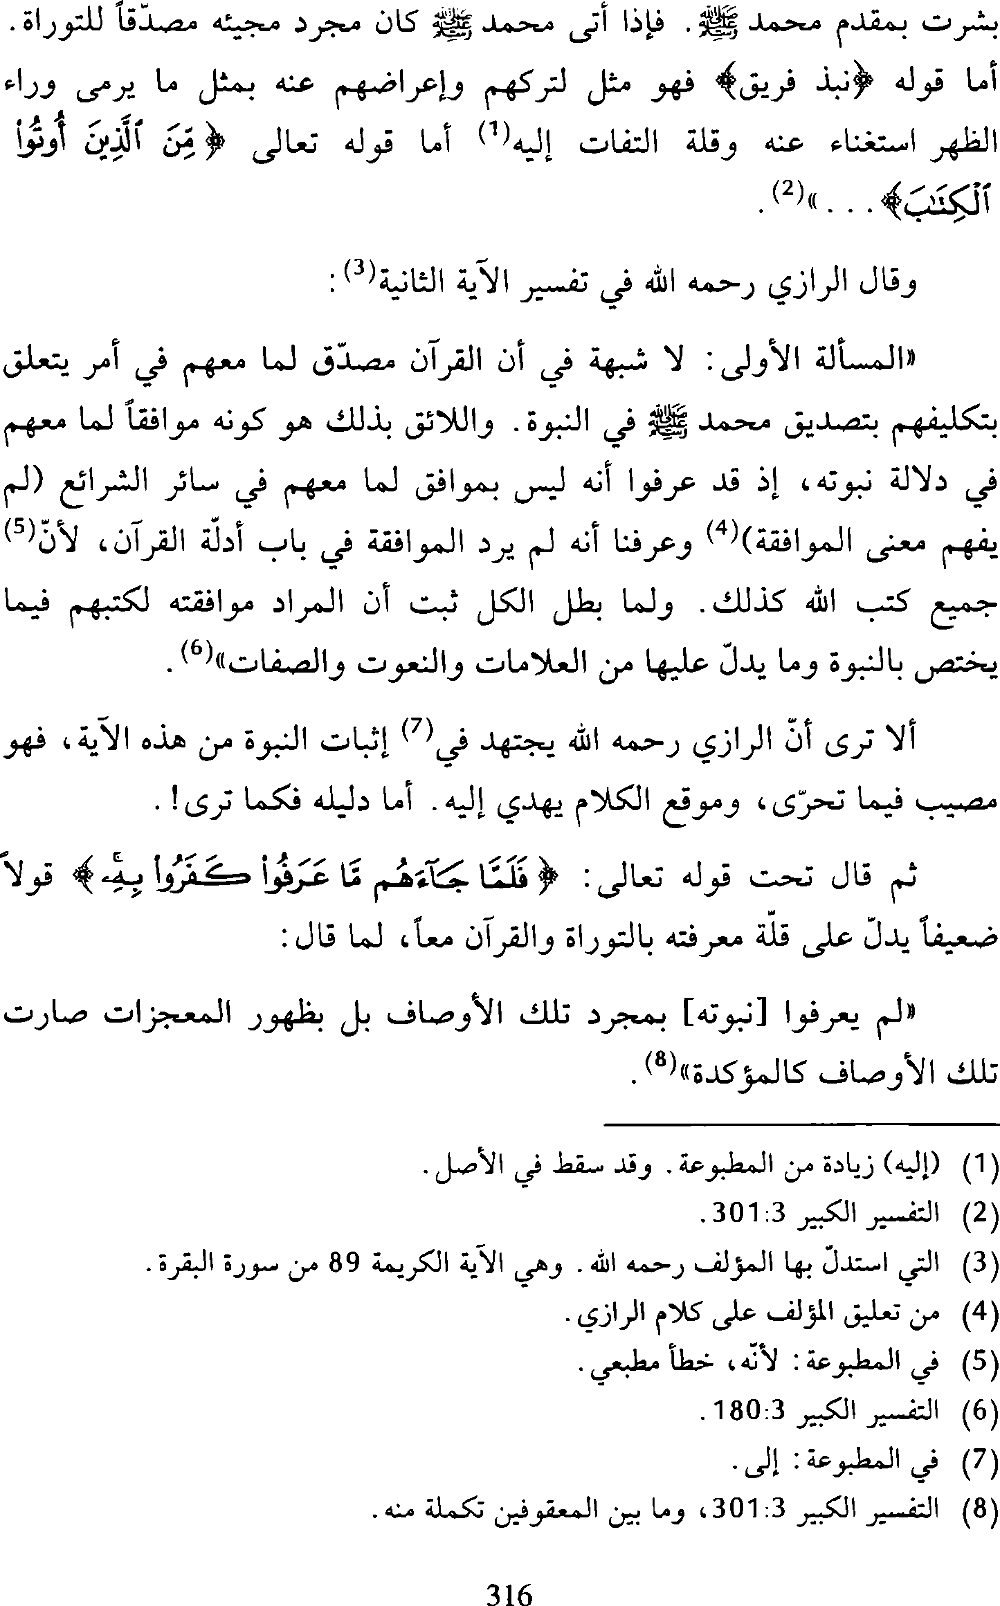 بشرت بمقدم محمد ﷺ. فإذا أتى محمد ﷺ كان مجرد مجيئه مصدّقاً للتوراة.
أما قوله ﴿نبذ فريق﴾ فهو مثل لتركهم وإعراضهم عنه بمثل ما يرمى وراء
الظهر استغناء عنه وقلة التفات إليه(1) أما قوله تعالى ﴿مِّنَ ٱلَّذِينَ أُوتُواْ
ٱلْكِتَٰبَ﴾...»(2).
وقال الرازي رحمه الله في تفسير الآية الثانية(3):
«المسألة الأولى: لا شبهة في أن القرآن مصدّق لما معهم في أمر يتعلق
بتكليفهم بتصديق محمد ﷺ في النبوة. واللائق بذلك هو كونه موافقاً لما معهم
في دلالة نبوته، إذ قد عرفوا أنه ليس بموافق لما معهم في سائر الشرائع (لم
يفهم معنى الموافقة)(4) وعرفنا أنه لم يرد الموافقة في باب أدلّة القرآن، لأنّ(5)
جميع كتب الله كذلك. ولما بطل الكل ثبت أن المراد موافقته لكتبهم فيما
يختص بالنبوة وما يدلّ عليها من العلامات والنعوت والصفات»(6).
ألا ترى أنّ الرازي رحمه الله يجتهد في(7) إثبات النبوة من هذه الآية، فهو
مصيب فيما تحرّى، وموقع الكلام يهدي إليه. أما دليله فكما ترى!.
ثم قال تحت قوله تعالى: ﴿فَلَمَّا جَآءَهُم مَّا عَرَفُواْ كَفَرُواْ بِهِۦۚ﴾ قولاً
ضعيفاً يدلّ على قلّة معرفته بالتوراة والقرآن معاً، لما قال:
«لم يعرفوا [نبوته] بمجرد تلك الأوصاف بل بظهور المعجزات صارت
تلك الأوصاف كالمؤكدة»(8).
(1) (إليه) زيادة من المطبوعة. وقد سقط في الأصل.
(2) التفسير الكبير 301:3.
(3) التي استدلّ بها المؤلف رحمه الله. وهي الآية الكريمة 89 من سورة البقرة.
(4) من تعليق المؤلف على كلام الرازي.
(5) في المطبوعة: لأنّه، خطأ مطبعي.
(6) التفسير الكبير 180:3.
(7) في المطبوعة: إلى.
(8) التفسير الكبير 301:3، وما بين المعقوفين تكملة منه.
316